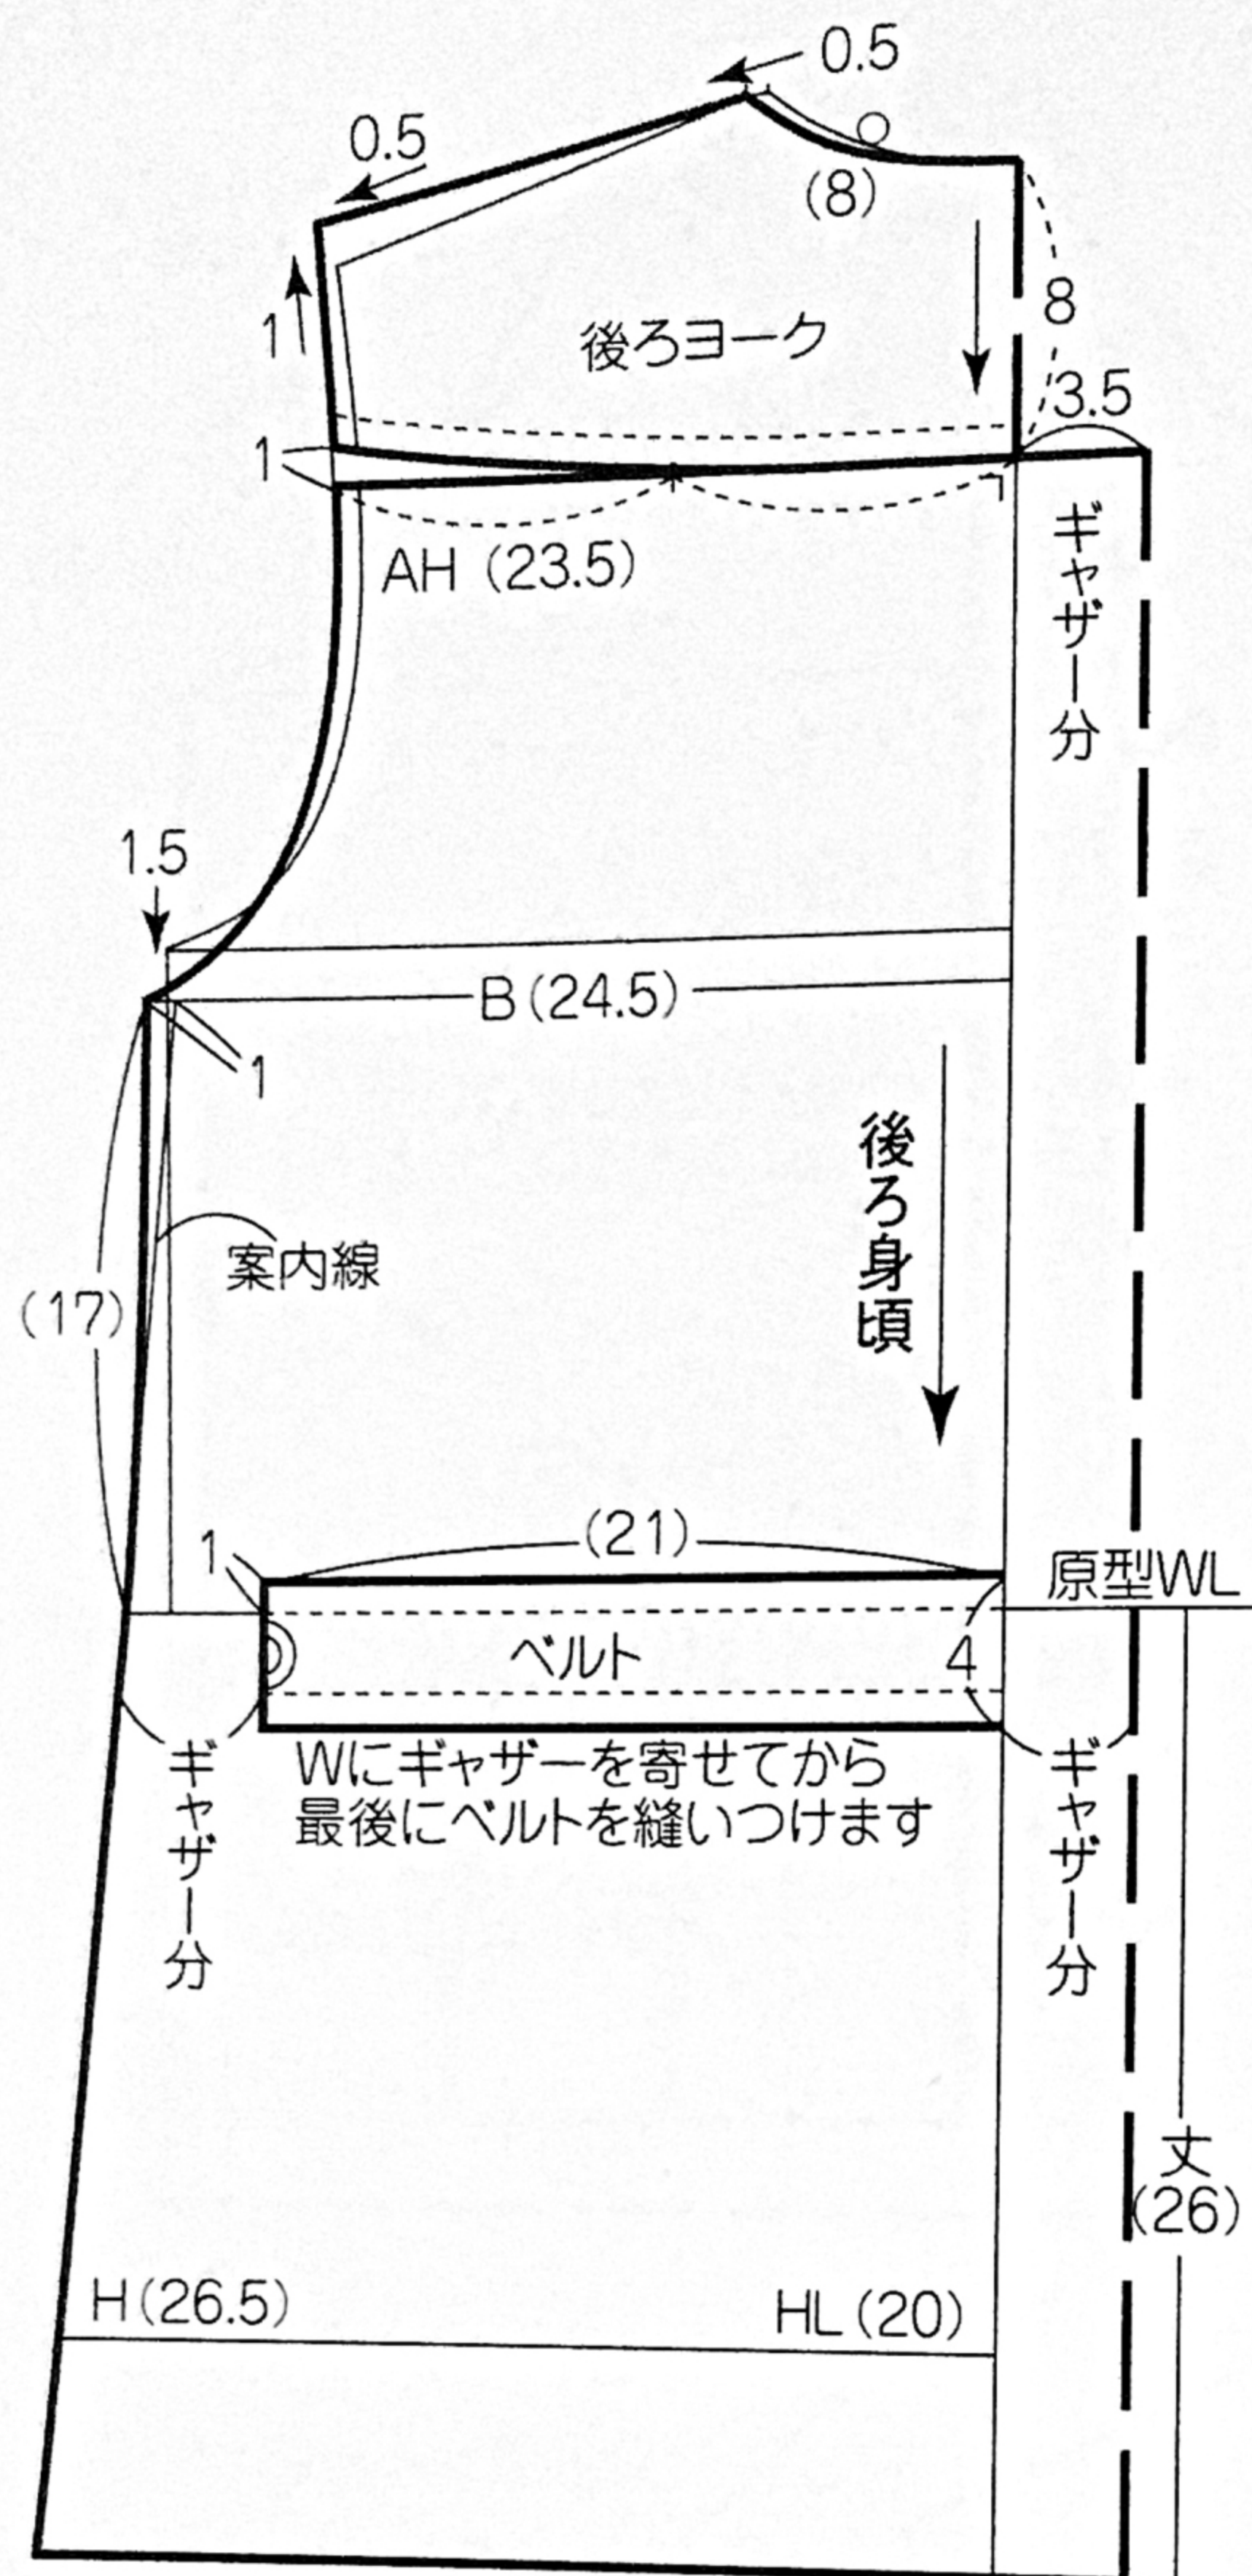 0.5
0.5
(8)
1
後ろヨーク
8
3.5
1
AH (23.5)
ギャザー分
1.5
B(24.5)
1
後ろ身頃
案内線
(17)
(21)
1
原型WL
ベルト
4
Wにギャザーを寄せてから
最後にベルトを縫いつけます
ギャザー分
ギャザー分
丈
(26)
H(26.5)
HL(20)